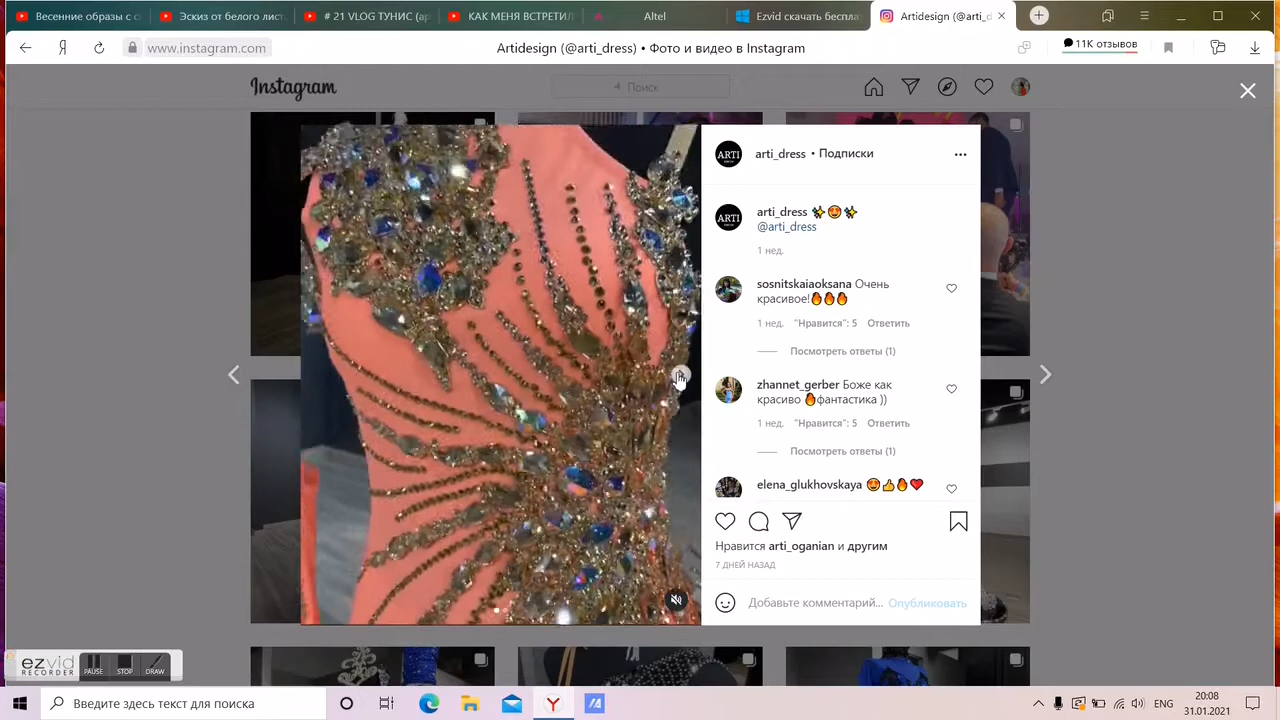 Весенние образы с с
Эскиз от белого лист
# 21 VLOG ТУНИС (ар
КАК МЕНЯ ВСТРЕТИЛ
Altel
Ezvid скачать беспла
Artidesign (@arti_d
www.instagram.com
Artidesign (@arti_dress) • Фото и видео в Instagram
11K отзывов
Instagram
Поиск
ARTI
arti_dress • Подписки
ARTI
arti_dress ✨😍✨
@arti_dress
1 нед.
sosnitskaiaoksana Очень
красивое!🔥🔥🔥
1 нед. "Нравится": 5 Ответить
Посмотреть ответы (1)
zhannet_gerber Боже как
красиво 🔥фантастика ))
1 нед. "Нравится": 5 Ответить
Посмотреть ответы (1)
elena_glukhovskaya 😍👍🔥❤️
Нравится arti_oganian и другим
7 ДНЕЙ НАЗАД
Добавьте комментарий... Опубликовать
ezvid
RECORDER
PAUSE STOP DRAW
Введите здесь текст для поиска
ENG
20:08
31.01.2021